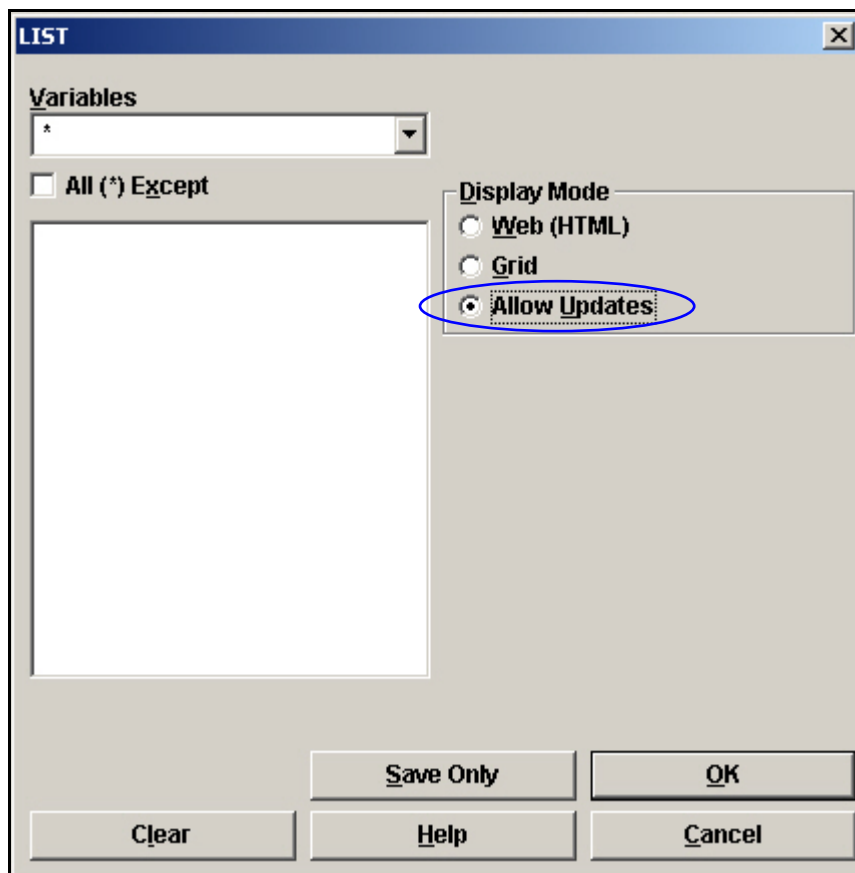 LIST
Variables
*
All (*) Except
Display Mode
Web (HTML)
Grid
Allow Updates
Save Only
OK
Clear
Help
Cancel